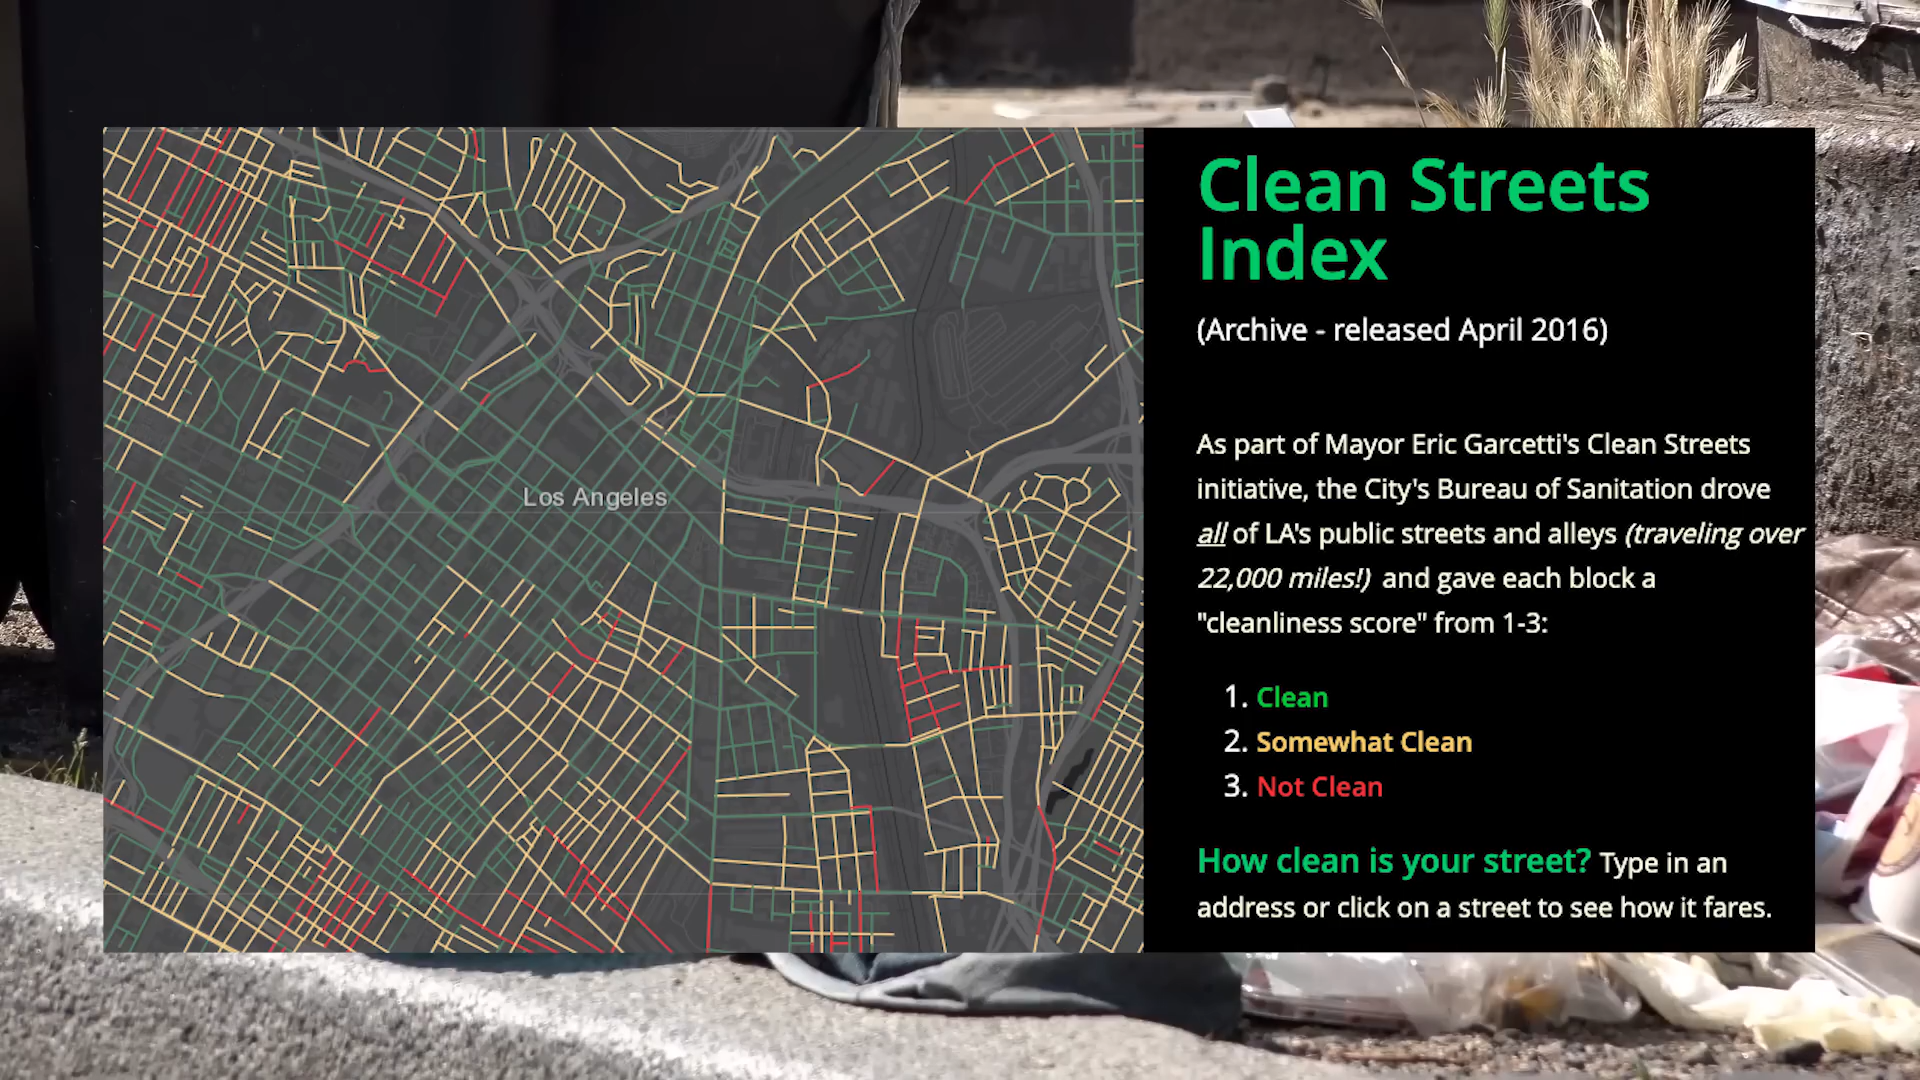 Clean Streets
Index
(Archive - released April 2016)
As part of Mayor Eric Garcetti's Clean Streets
initiative, the City's Bureau of Sanitation drove
all of LA's public streets and alleys (traveling over
22,000 miles!) and gave each block a
"cleanliness score" from 1-3:
1. Clean
2. Somewhat Clean
3. Not Clean
How clean is your street? Type in an
address or click on a street to see how it fares.
Los Angeles